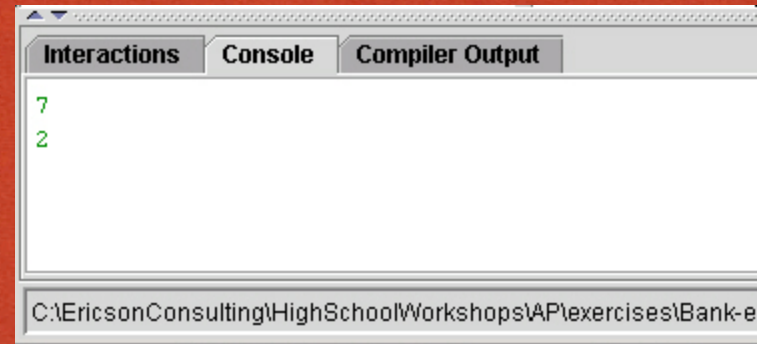 Interactions Console Compiler Output
7
2
C:\EricsonConsulting\HighSchoolWorkshops\AP\exercises\Bank-e